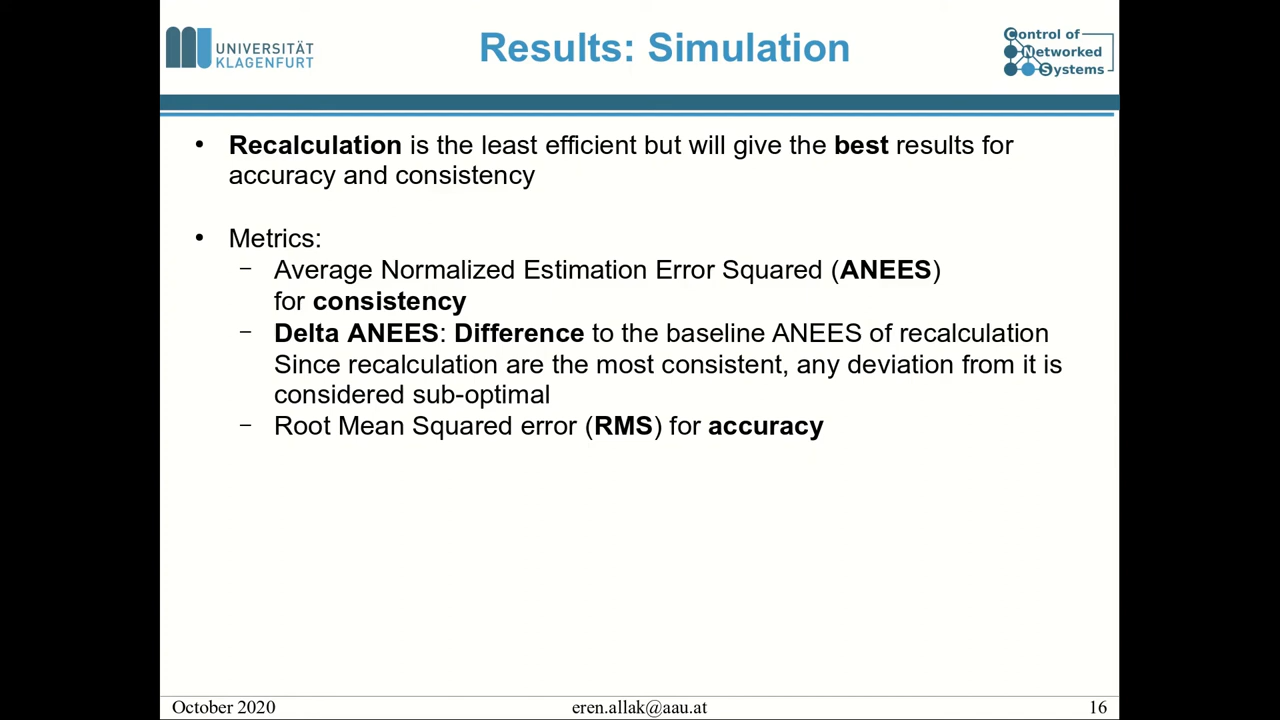 UNIVERSITÄT
KLAGENFURT
Results: Simulation
Control of
Networked
Systems
• Recalculation is the least efficient but will give the best results for
accuracy and consistency
• Metrics:
– Average Normalized Estimation Error Squared (ANEES)
for consistency
– Delta ANEES: Difference to the baseline ANEES of recalculation
Since recalculation are the most consistent, any deviation from it is
considered sub-optimal
– Root Mean Squared error (RMS) for accuracy
October 2020
eren.allak@aau.at
16